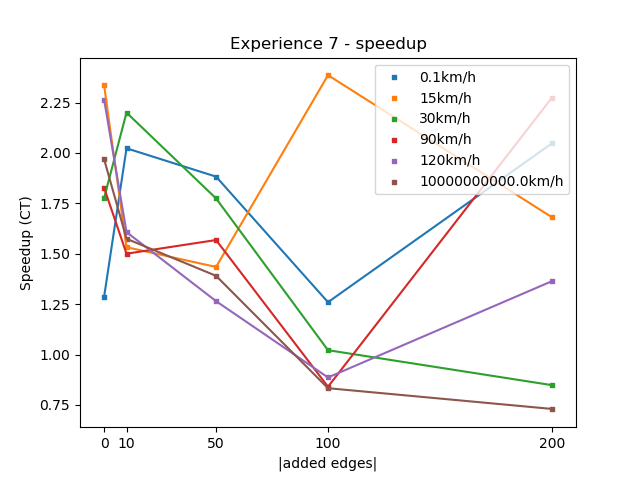 Experience 7 - speedup
0.1km/h
15km/h
30km/h
90km/h
120km/h
10000000000.0km/h
Speedup (CT)
2.25
2.00
1.75
1.50
1.25
1.00
0.75
0 10 50 100 200
|added edges|